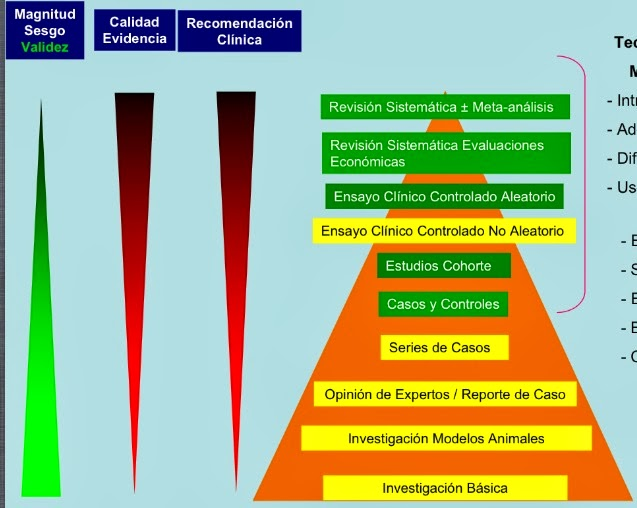 Magnitud
Sesgo
Validez
Calidad
Evidencia
Recomendación
Clínica
Revisión Sistemática ± Meta-análisis
Revisión Sistemática Evaluaciones
Económicas
Ensayo Clínico Controlado Aleatorio
Ensayo Clínico Controlado No Aleatorio
Estudios Cohorte
Casos y Controles
Series de Casos
Opinión de Expertos / Reporte de Caso
Investigación Modelos Animales
Investigación Básica